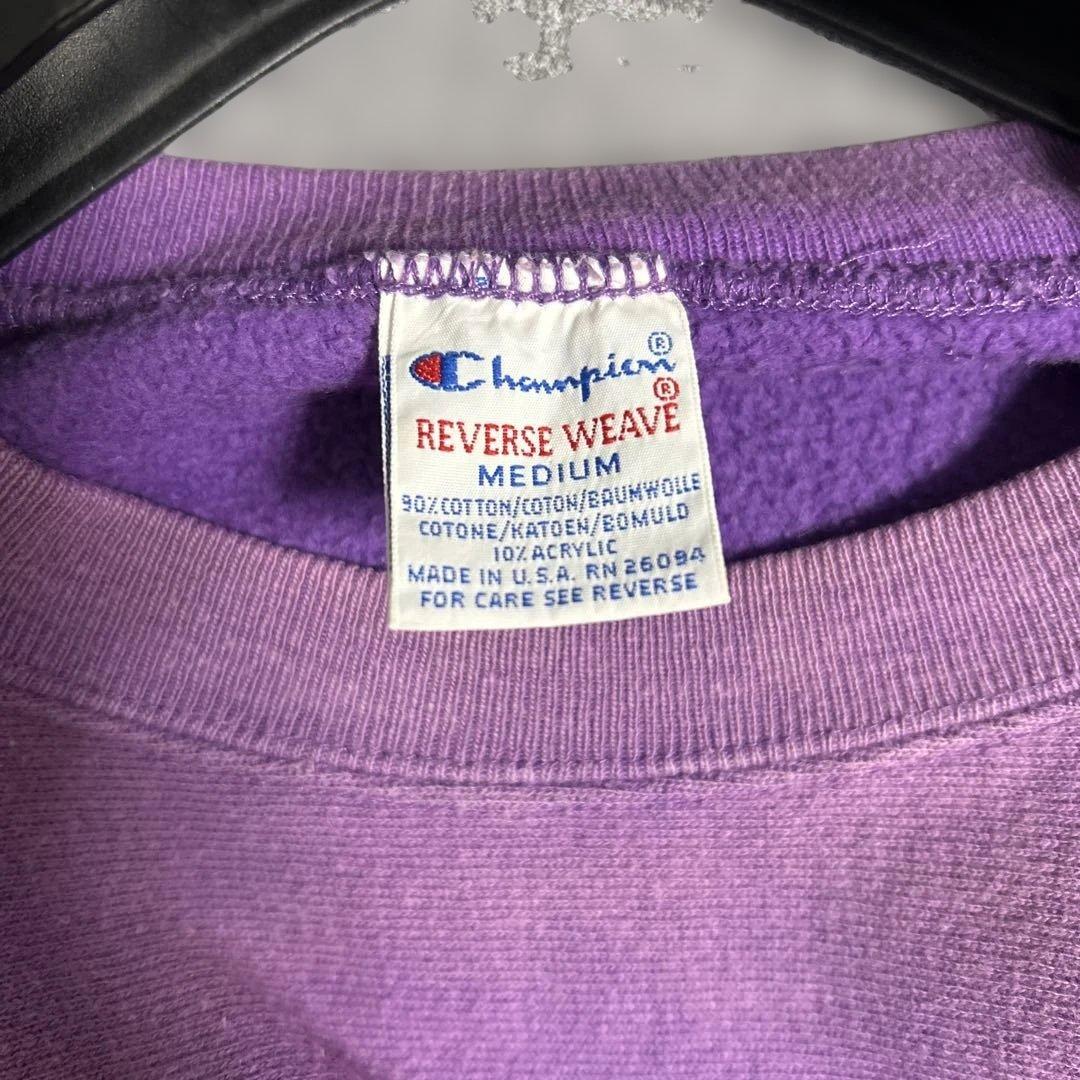 Champion®
REVERSE WEAVE®
MEDIUM
90% COTTON/COTON/BAUMWOLLE
COTONE/KATOEN/BOMULD
10% ACRYLIC
MADE IN U.S.A. RN 26094
FOR CARE SEE REVERSE